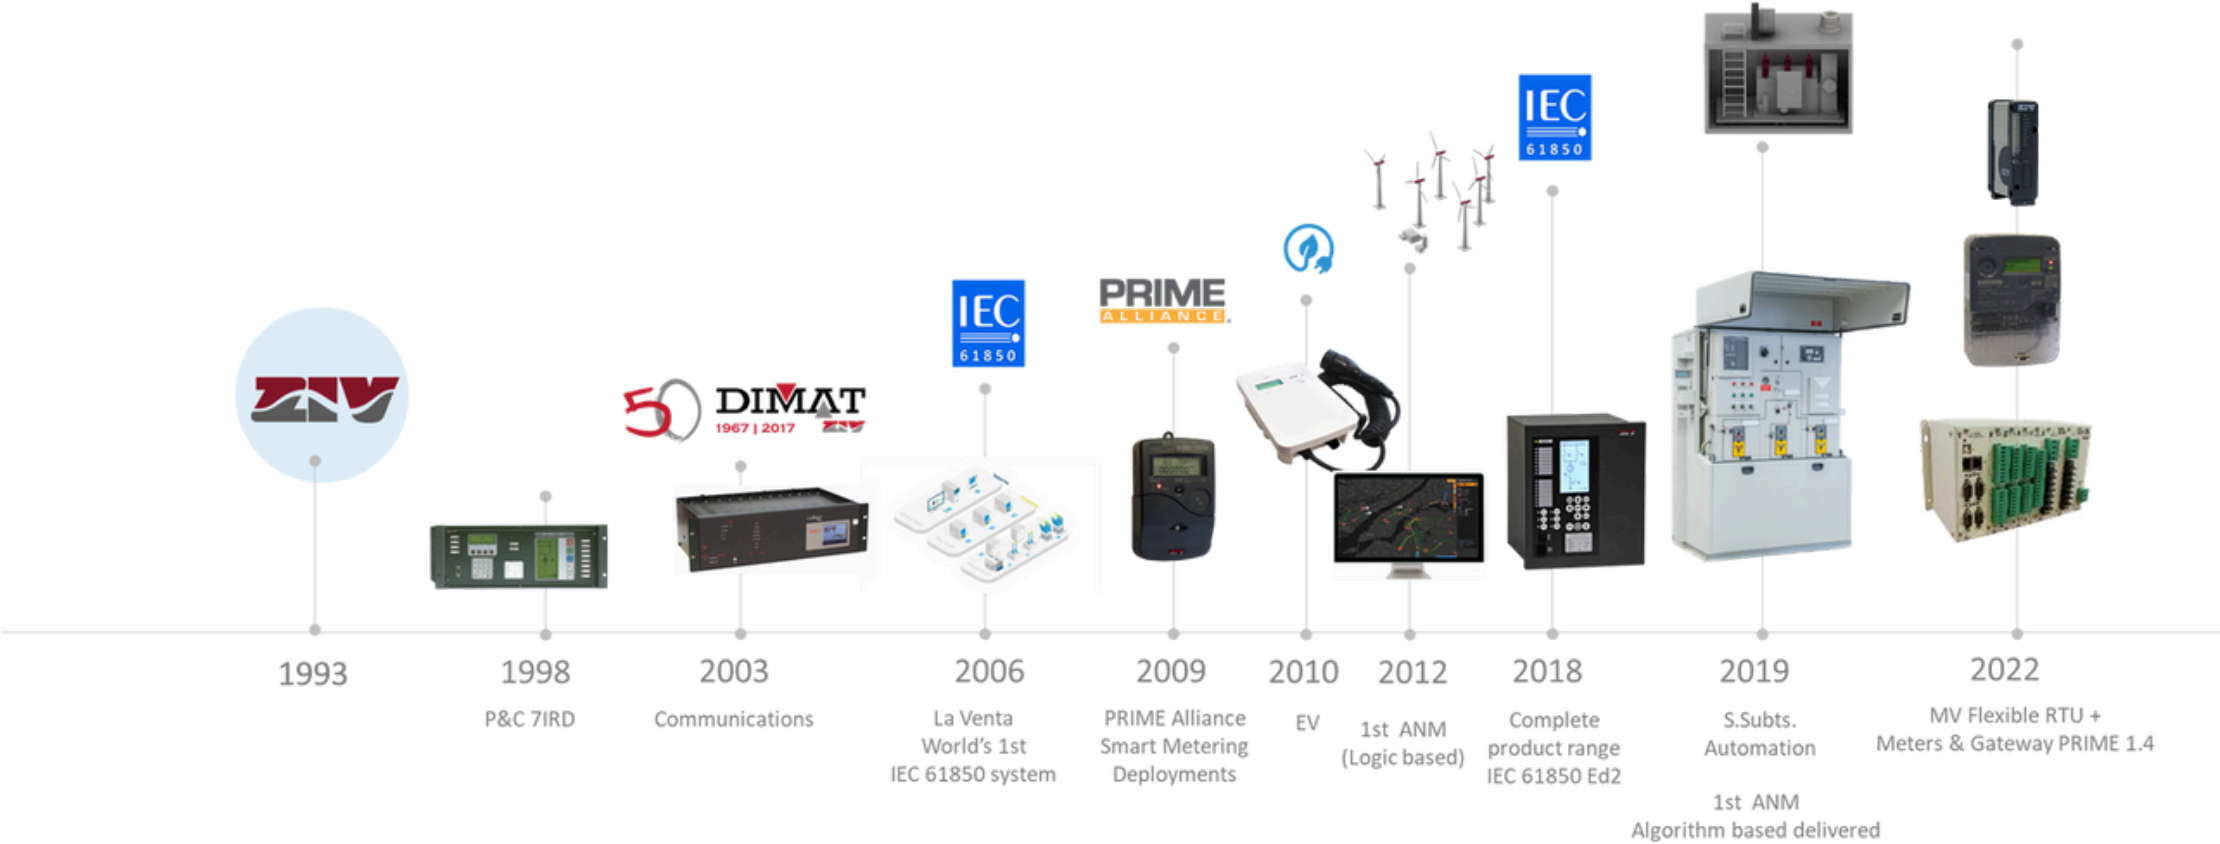 ZIV
50 DIMAT
1967 | 2017 ZIV
IEC
61850
PRIME
ALLIANCE
IEC
61850
1993
1998
P&C 7IRD
2003
Communications
2006
La Venta
World's 1st
IEC 61850 system
2009
PRIME Alliance
Smart Metering
Deployments
2010
EV
2012
1st ANM
(Logic based)
2018
Complete
product range
IEC 61850 Ed2
2019
S.Subts.
Automation
1st ANM
Algorithm based delivered
2022
MV Flexible RTU +
Meters & Gateway PRIME 1.4